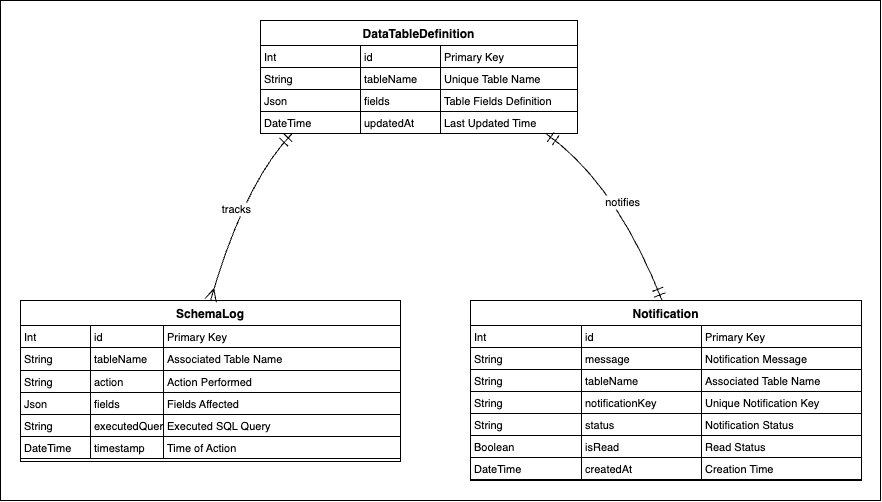 DataTableDefinition
Int id Primary Key
String tableName Unique Table Name
Json fields Table Fields Definition
DateTime updatedAt Last Updated Time
tracks
notifies
SchemaLog
Int id Primary Key
String tableName Associated Table Name
String action Action Performed
Json fields Fields Affected
String executedQuer Executed SQL Query
DateTime timestamp Time of Action
Notification
Int id Primary Key
String message Notification Message
String tableName Associated Table Name
String notificationKey Unique Notification Key
String status Notification Status
Boolean isRead Read Status
DateTime createdAt Creation Time